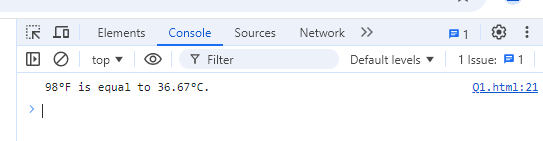 Elements Console Sources Network 1
top Filter Default levels 1 Issue: 1
98°F is equal to 36.67°C. Q1.html:21